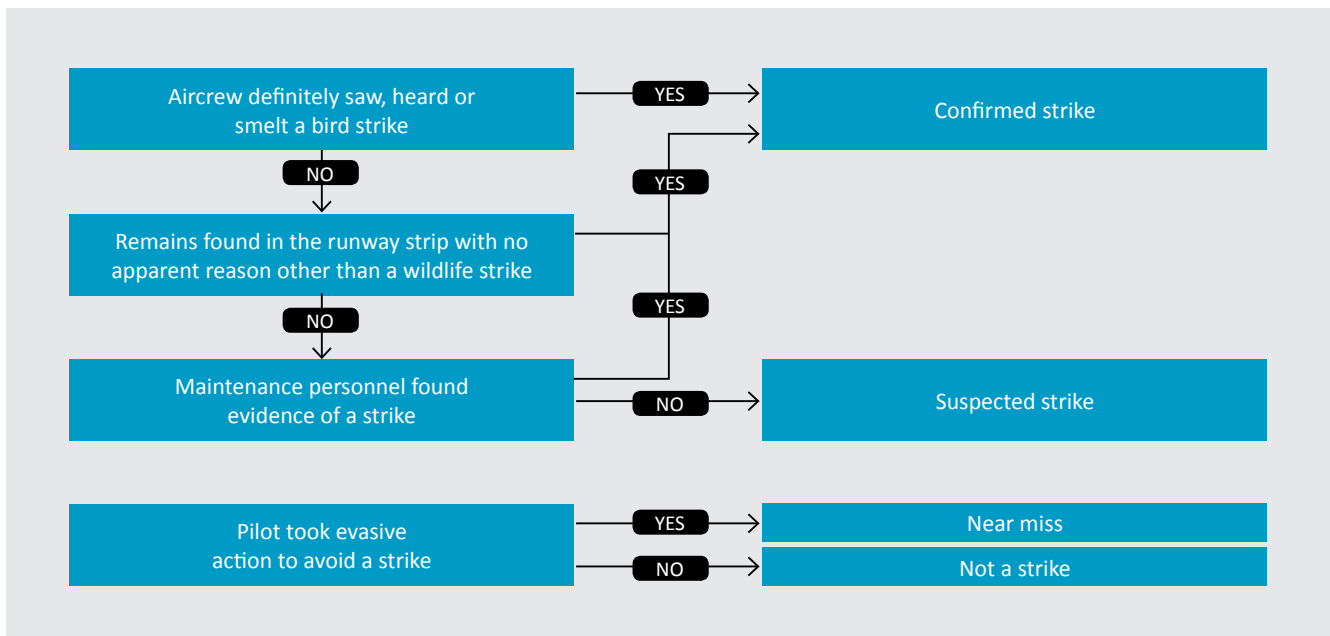 Aircrew definitely saw, heard or
smelt a bird strike
YES
Confirmed strike
NO
YES
Remains found in the runway strip with no
apparent reason other than a wildlife strike
NO
YES
Maintenance personnel found
evidence of a strike
NO
Suspected strike
Pilot took evasive
action to avoid a strike
YES
Near miss
NO
Not a strike